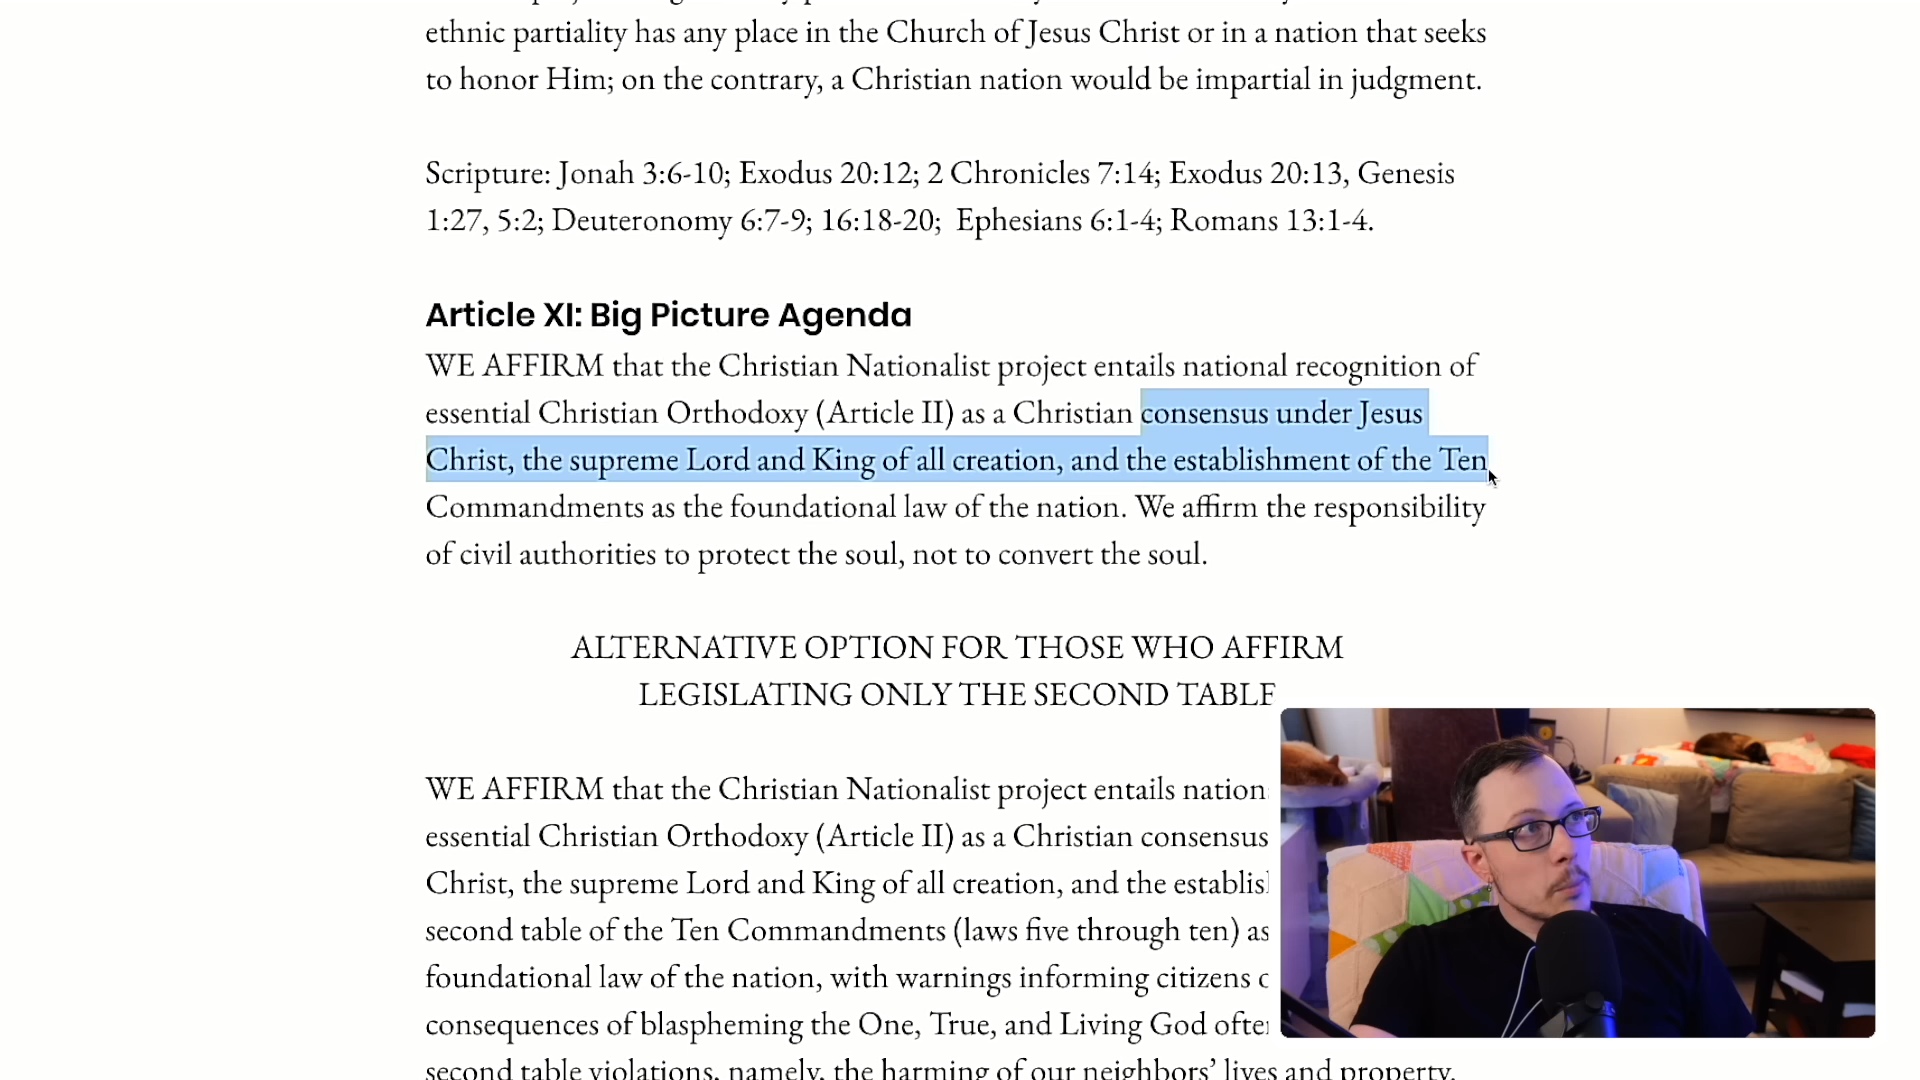 ethnic partiality has any place in the Church of Jesus Christ or in a nation that seeks
to honor Him; on the contrary, a Christian nation would be impartial in judgment.
Scripture: Jonah 3:6-10; Exodus 20:12; 2 Chronicles 7:14; Exodus 20:13, Genesis
1:27, 5:2; Deuteronomy 6:7-9; 16:18-20; Ephesians 6:1-4; Romans 13:1-4.
Article XI: Big Picture Agenda
WE AFFIRM that the Christian Nationalist project entails national recognition of
essential Christian Orthodoxy (Article II) as a Christian consensus under Jesus
Christ, the supreme Lord and King of all creation, and the establishment of the Ten
Commandments as the foundational law of the nation. We affirm the responsibility
of civil authorities to protect the soul, not to convert the soul.
ALTERNATIVE OPTION FOR THOSE WHO AFFIRM
LEGISLATING ONLY THE SECOND TABLE
WE AFFIRM that the Christian Nationalist project entails
essential Christian Orthodoxy (Article II) as a Christian consensus
Christ, the supreme Lord and King of all creation, and the
second table of the Ten Commandments (laws five through ten) as
foundational law of the nation, with warnings informing citizens
consequences of blaspheming the One, True, and Living God
second table violations, namely, the harming of our neighbors' lives and property.